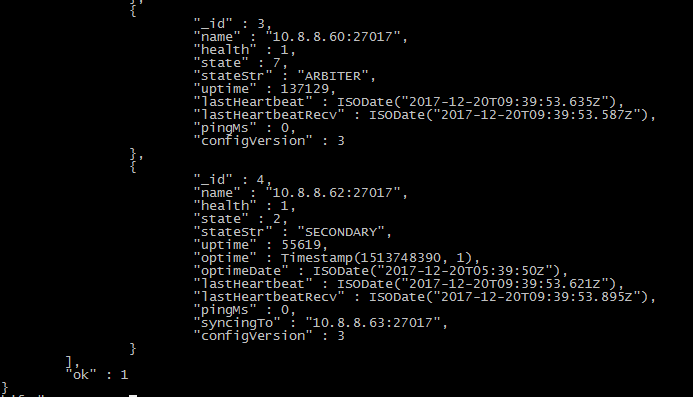 },
{
"_id" : 3,
"name" : "10.8.8.60:27017",
"health" : 1,
"state" : 7,
"stateStr" : "ARBITER",
"uptime" : 137129,
"lastHeartbeat" : ISODate("2017-12-20T09:39:53.635Z"),
"lastHeartbeatRecv" : ISODate("2017-12-20T09:39:53.587Z"),
"pingMs" : 0,
"configVersion" : 3
},
{
"_id" : 4,
"name" : "10.8.8.62:27017",
"health" : 1,
"state" : 2,
"stateStr" : "SECONDARY",
"uptime" : 55619,
"optime" : Timestamp(1513748390, 1),
"optimeDate" : ISODate("2017-12-20T05:39:50Z"),
"lastHeartbeat" : ISODate("2017-12-20T09:39:53.621Z"),
"lastHeartbeatRecv" : ISODate("2017-12-20T09:39:53.895Z"),
"pingMs" : 0,
"syncingTo" : "10.8.8.63:27017",
"configVersion" : 3
}
],
"ok" : 1
}